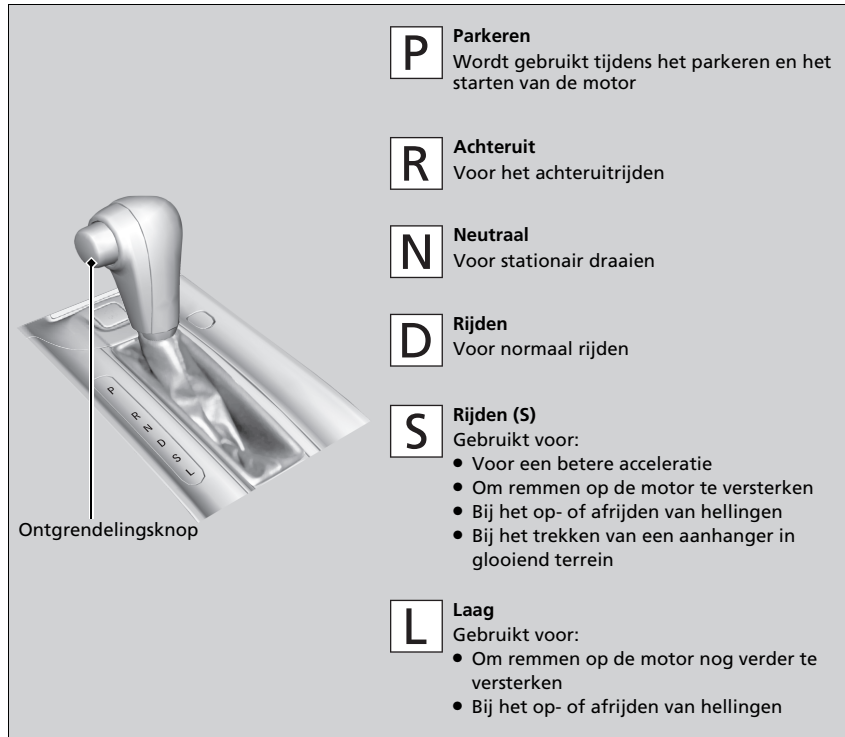 P
Parkeren
Wordt gebruikt tijdens het parkeren en het
starten van de motor
R
Achteruit
Voor het achteruitrijden
N
Neutraal
Voor stationair draaien
D
Rijden
Voor normaal rijden
S
Rijden (S)
Gebruikt voor:
● Voor een betere acceleratie
● Om remmen op de motor te versterken
● Bij het op- of afrijden van hellingen
● Bij het trekken van een aanhanger in
glooiend terrein
L
Laag
Gebruikt voor:
● Om remmen op de motor nog verder te
versterken
● Bij het op- of afrijden van hellingen
P
R
N
D
S
L
Ontgrendelingsknop